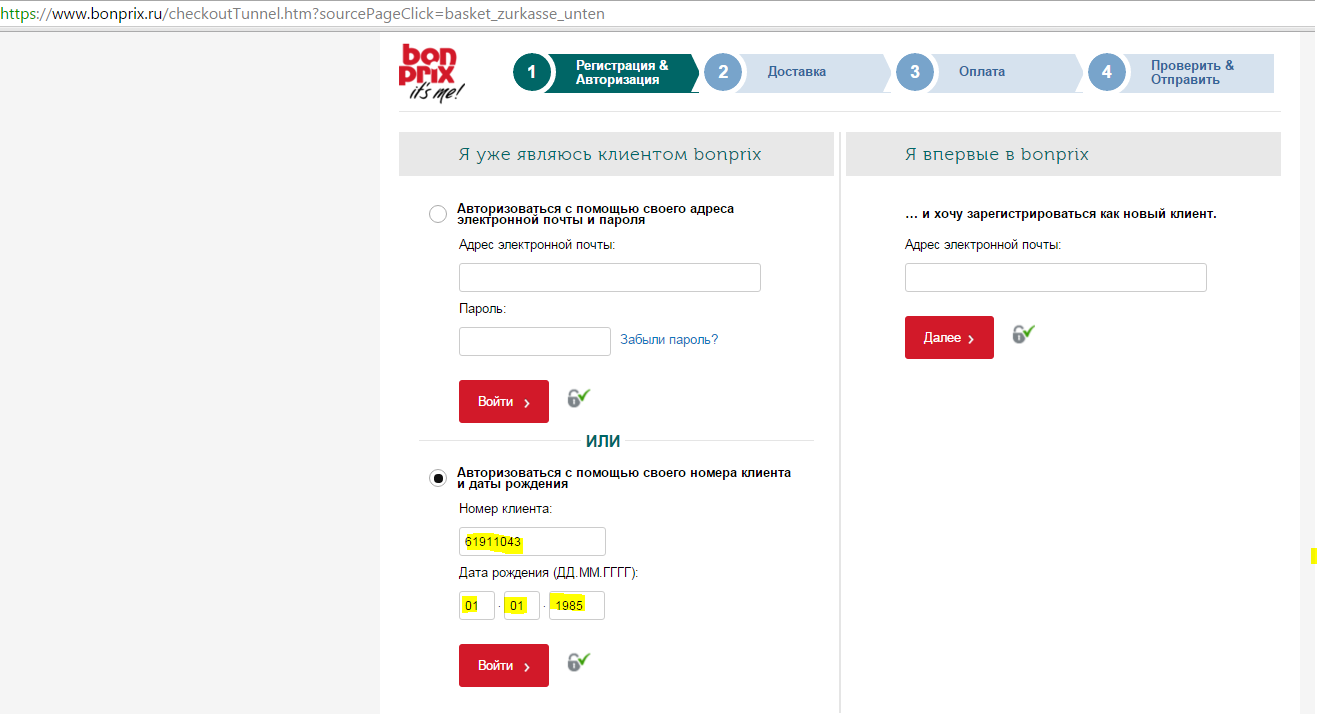 https://www.bonprix.ru/checkoutTunnel.htm?sourcePageClick=basket_zurkasse_unten
bon
prix
it's me!
1
Регистрация &
Авторизация
2
Доставка
3
Оплата
4
Проверить &
Отправить
Я уже являюсь клиентом bonprix
Авторизоваться с помощью своего адреса
электронной почты и пароля
Адрес электронной почты:
Пароль:
Забыли пароль?
Войти
ИЛИ
Авторизоваться с помощью своего номера клиента
и даты рождения
Номер клиента:
61911043
Дата рождения (ДД.ММ.ГГГГ):
01 . 01 . 1985
Войти
Я впервые в bonprix
... и хочу зарегистрироваться как новый клиент.
Адрес электронной почты:
Далее